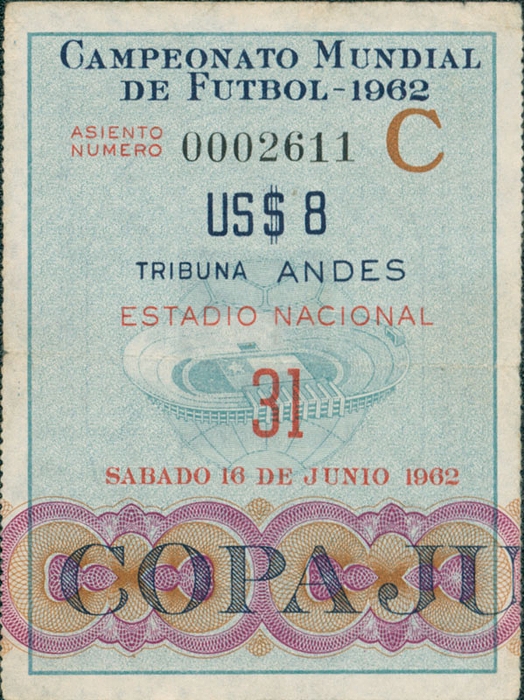 CAMPEONATO MUNDIAL
DE FUTBOL-1962
ASIENTO
NUMERO 0002611 C
US$ 8
TRIBUNA ANDES
ESTADIO NACIONAL
31
SABADO 16 DE JUNIO 1962
COPA JU